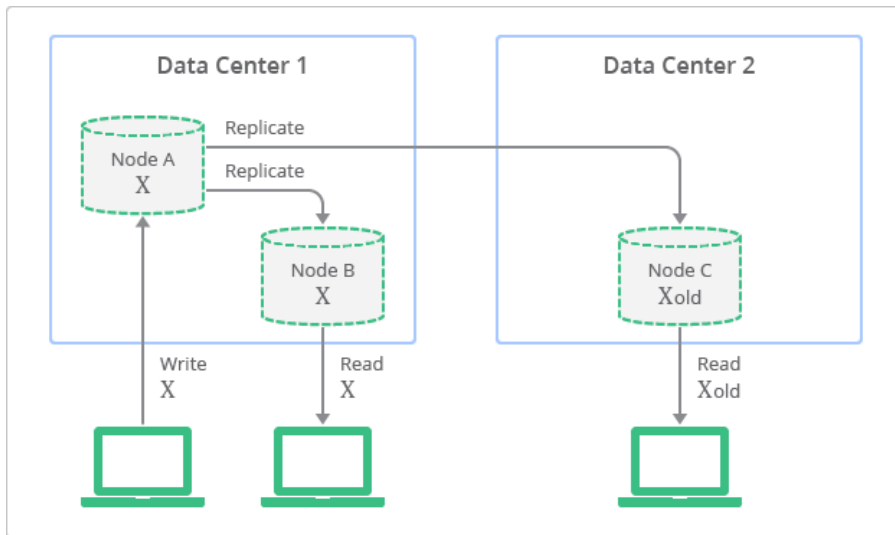 Data Center 1
Data Center 2
Replicate
Node A
X
Replicate
Node B
X
Node C
Xold
Write
X
Read
X
Read
Xold